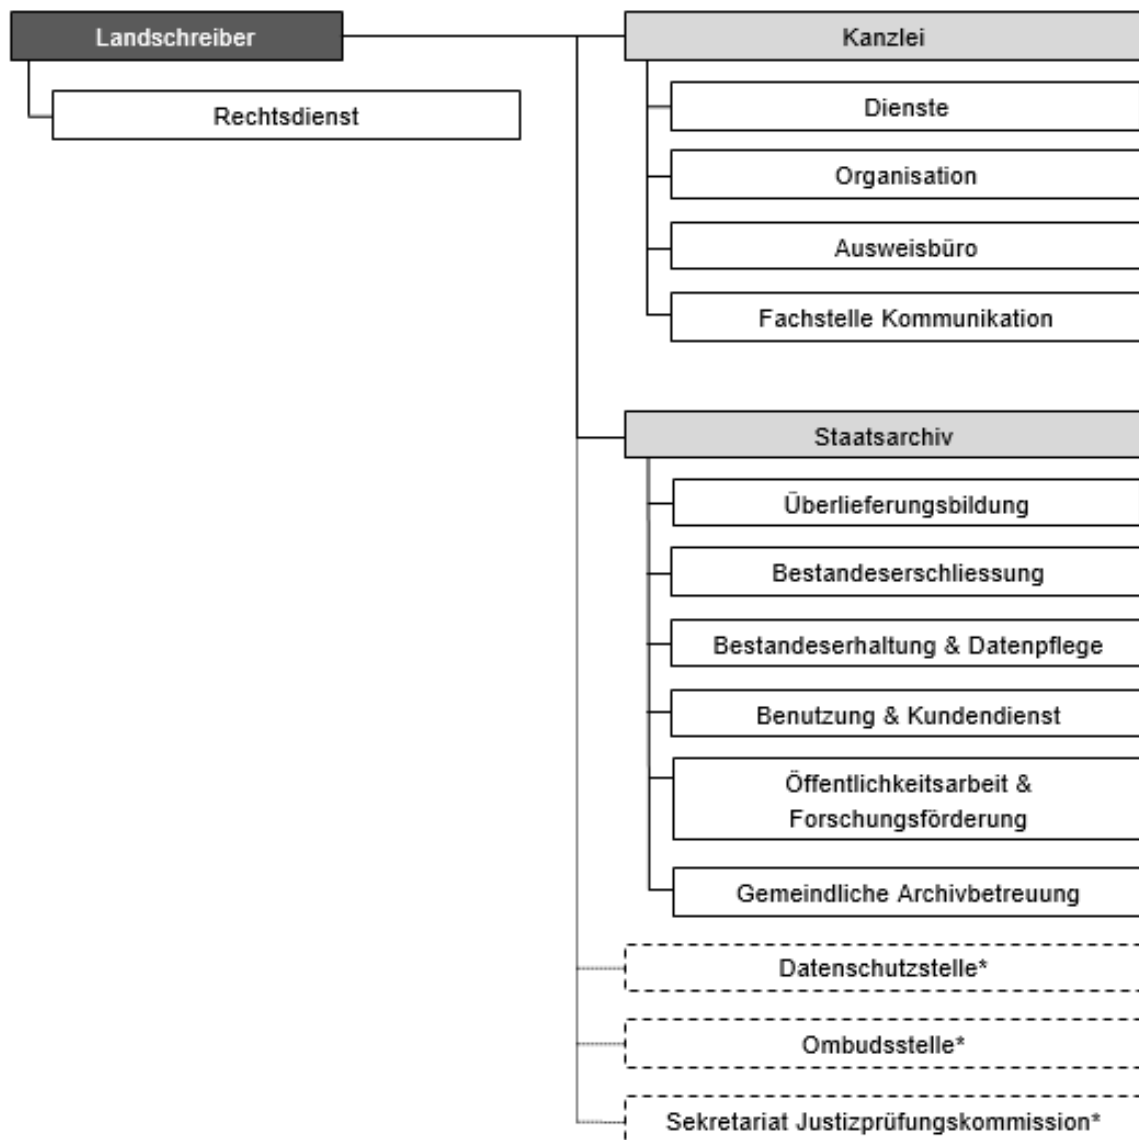 Landschreiber
Rechtsdienst
Kanzlei
Dienste
Organisation
Ausweisbüro
Fachstelle Kommunikation
Staatsarchiv
Überlieferungsbildung
Bestandeserschliessung
Bestandeserhaltung & Datenpflege
Benutzung & Kundendienst
Öffentlichkeitsarbeit &
Forschungsförderung
Gemeindliche Archivbetreuung
Datenschutzstelle*
Ombudsstelle*
Sekretariat Justizprüfungskommission*